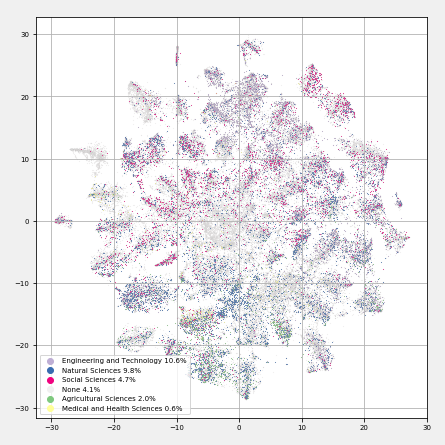 30
20
10
0
−10
−20
−30
Engineering and Technology 10.6%
Natural Sciences 9.8%
Social Sciences 4.7%
None 4.1%
Agricultural Sciences 2.0%
Medical and Health Sciences 0.6%
−30 −20 −10 0 10 20 30